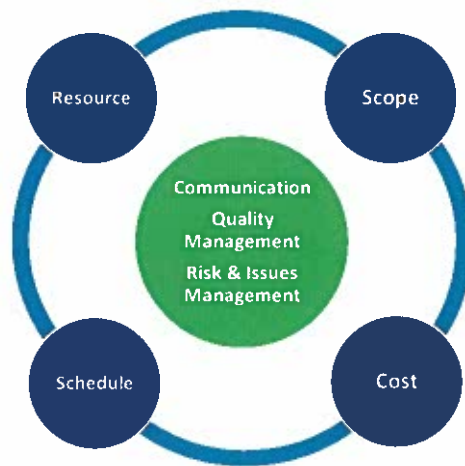 Resource
Scope
Communication
Quality
Management
Risk & Issues
Management
Schedule
Cost